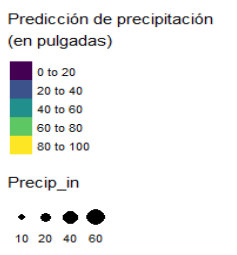 Predicción de precipitación
(en pulgadas)
0 to 20
20 to 40
40 to 60
60 to 80
80 to 100
Precip_in
10 20 40 60